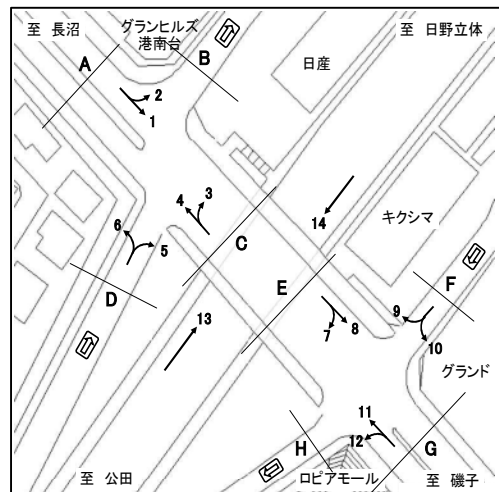 至 長沼
グランヒルズ
港南台
至 日野立体
A
B
日産
2
1
3
4
14
キクシマ
6
5
C
E
D
F
13
9
7
8
10
グランド
11
12
H
G
至 公田
ロピアモール
至 磯子